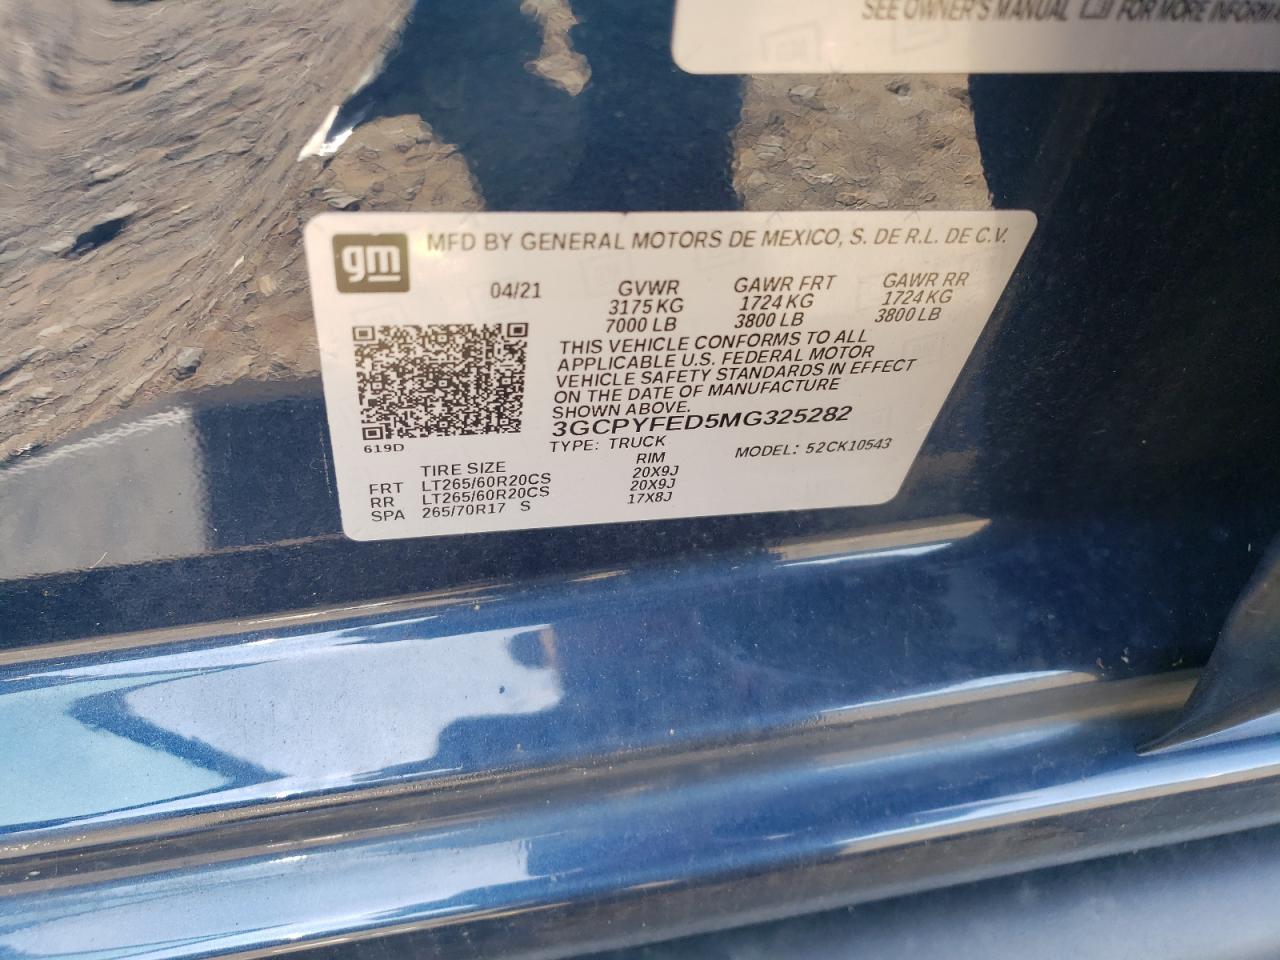 SEE OWNER'S MANUAL FOR MORE
gm
MFD BY GENERAL MOTORS DE MEXICO, S. DE R.L. DE C.V.
04/21 GVWR GAWR FRT GAWR RR
3175 KG 1724 KG 1724 KG
7000 LB 3800 LB 3800 LB
THIS VEHICLE CONFORMS TO ALL
APPLICABLE U.S. FEDERAL MOTOR
VEHICLE SAFETY STANDARDS IN EFFECT
ON THE DATE OF MANUFACTURE
SHOWN ABOVE.
3GCPYFED5MG325282
619D
TYPE: TRUCK MODEL: 52CK10543
TIRE SIZE RIM
FRT LT265/60R20CS 20X9J
RR LT265/60R20CS 20X9J
SPA 265/70R17 S 17X8J